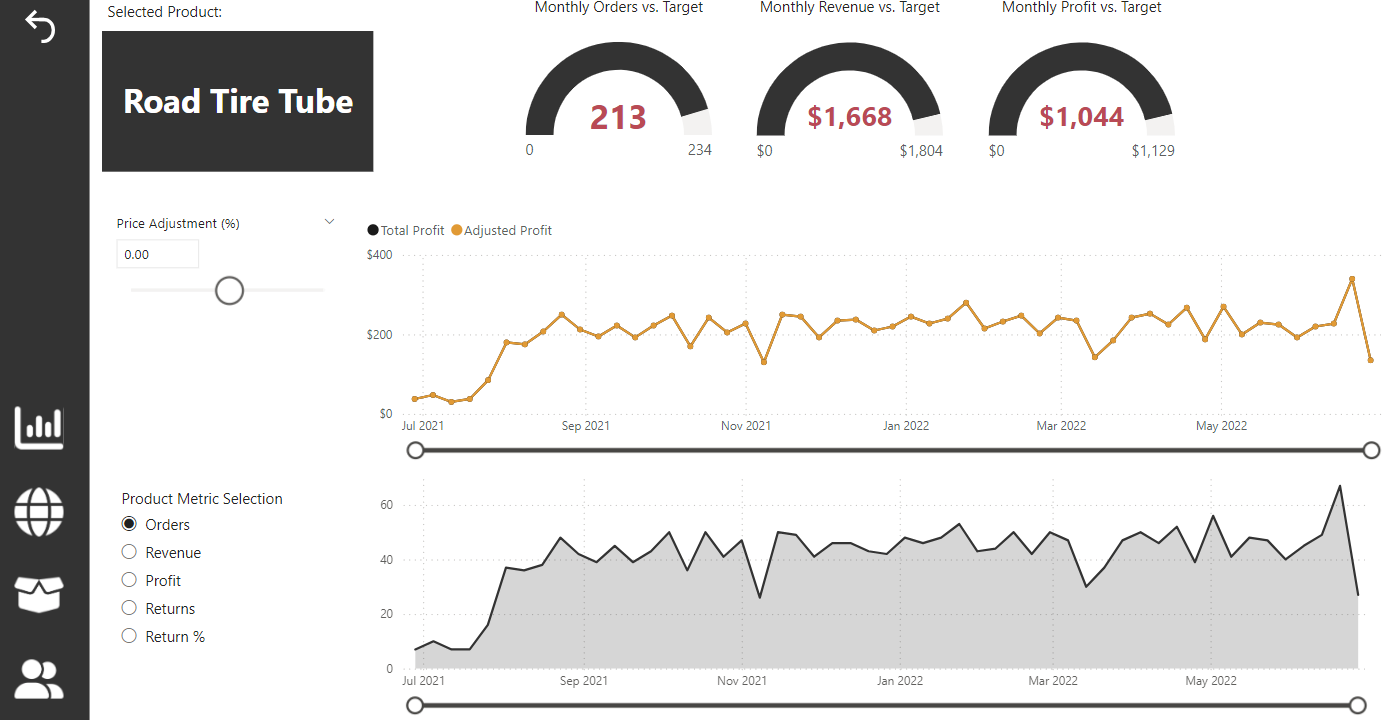 Selected Product:
Road Tire Tube
Monthly Orders vs. Target
213
0
234
Monthly Revenue vs. Target
$1,668
$0
$1,804
Monthly Profit vs. Target
$1,044
$0
$1,129
Price Adjustment (%)
0.00
Total Profit Adjusted Profit
$400
$200
$0
Jul 2021 Sep 2021 Nov 2021 Jan 2022 Mar 2022 May 2022
Product Metric Selection
Orders
Revenue
Profit
Returns
Return %
60
40
20
0
Jul 2021 Sep 2021 Nov 2021 Jan 2022 Mar 2022 May 2022